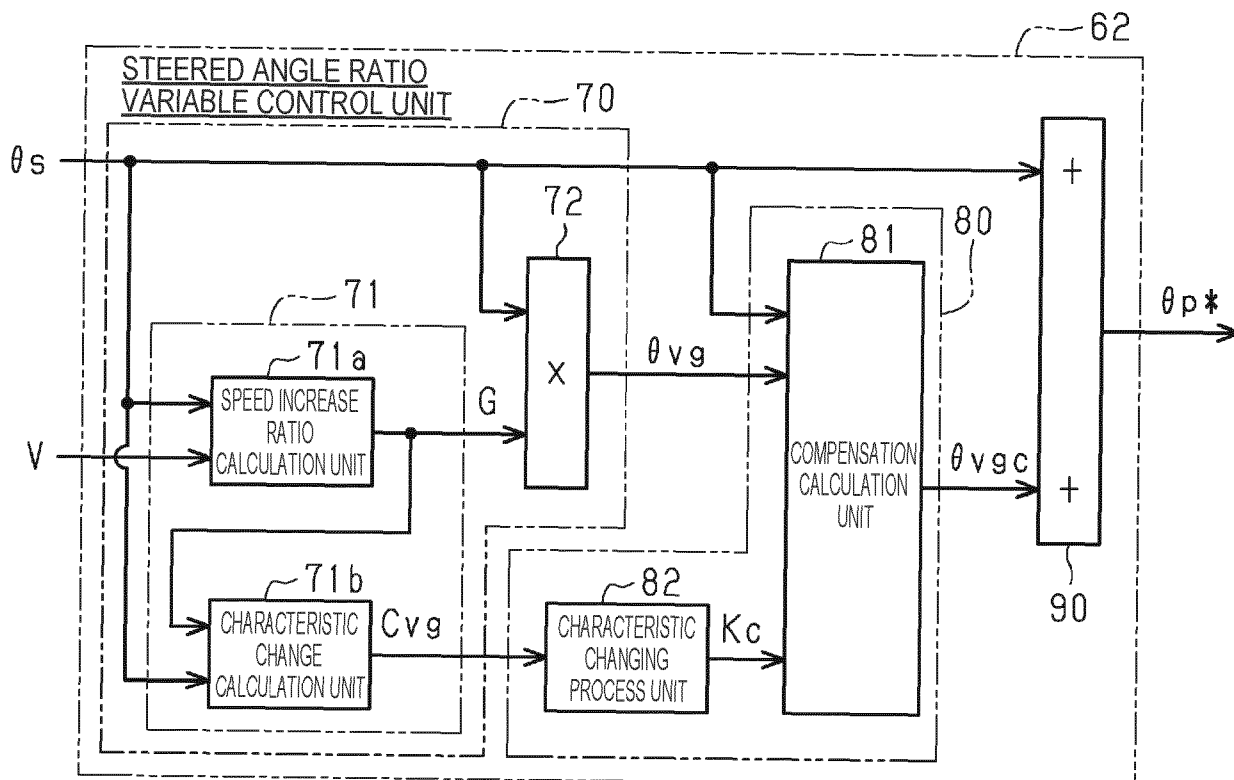 62
STEERED ANGLE RATIO
VARIABLE CONTROL UNIT
70
θs
+
72
80
81
71
θp*
71a
θvg
X
SPEED INCREASE
RATIO
CALCULATION UNIT
G
V
COMPENSATION
CALCULATION
UNIT
θvgc
+
71b
82
90
Cvg
Kc
CHARACTERISTIC
CHANGE
CALCULATION UNIT
CHARACTERISTIC
CHANGING
PROCESS UNIT